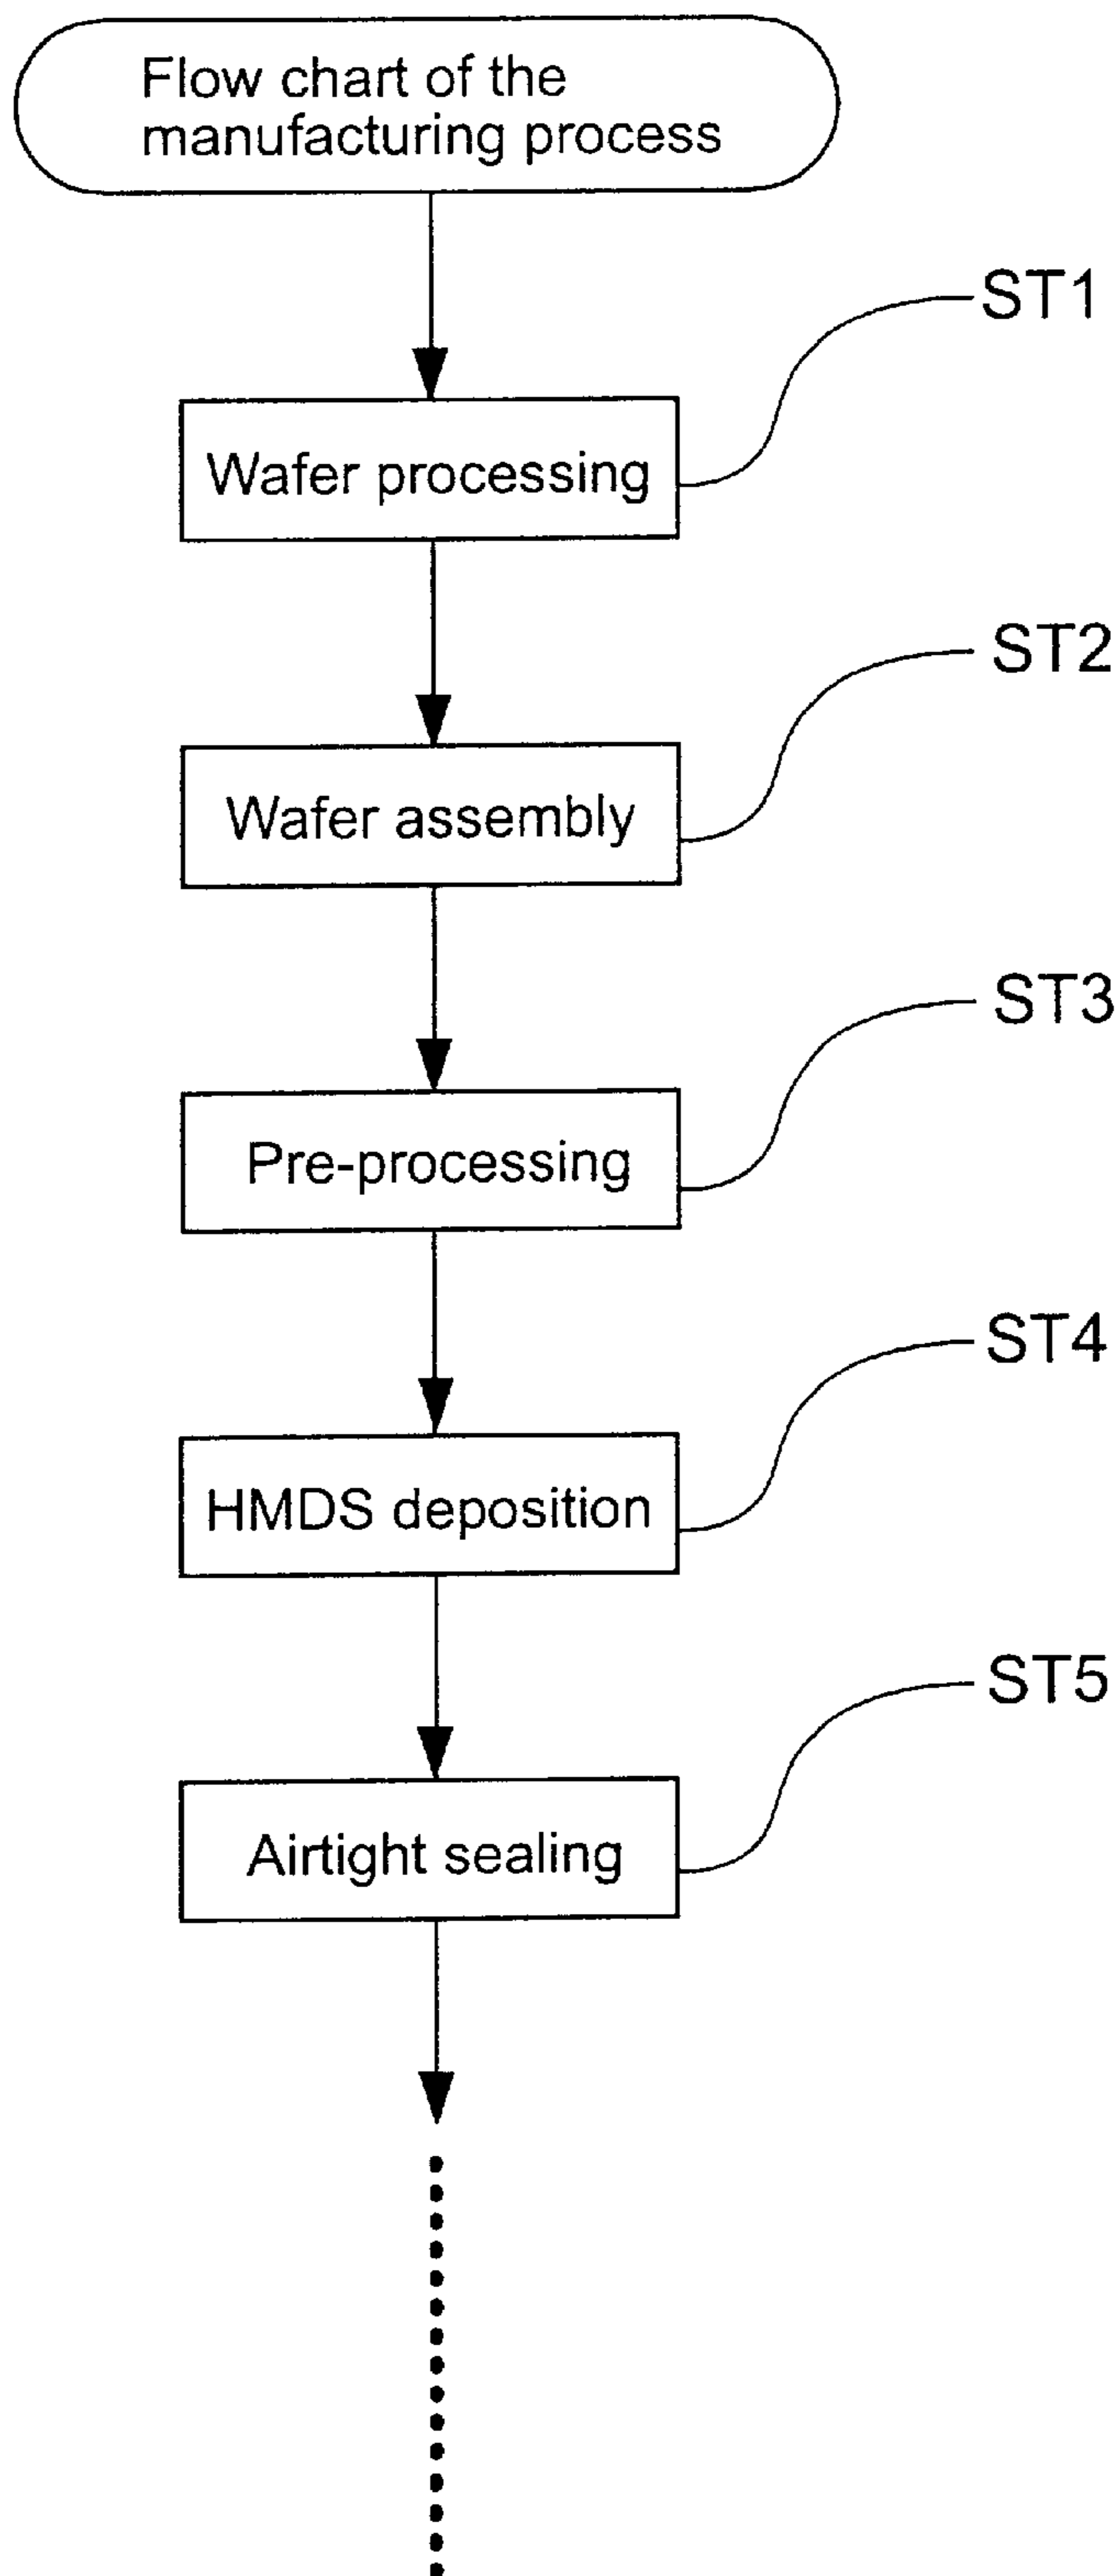 Flow chart of the
manufacturing process
ST1
Wafer processing
ST2
Wafer assembly
ST3
Pre-processing
ST4
HMDS deposition
ST5
Airtight sealing